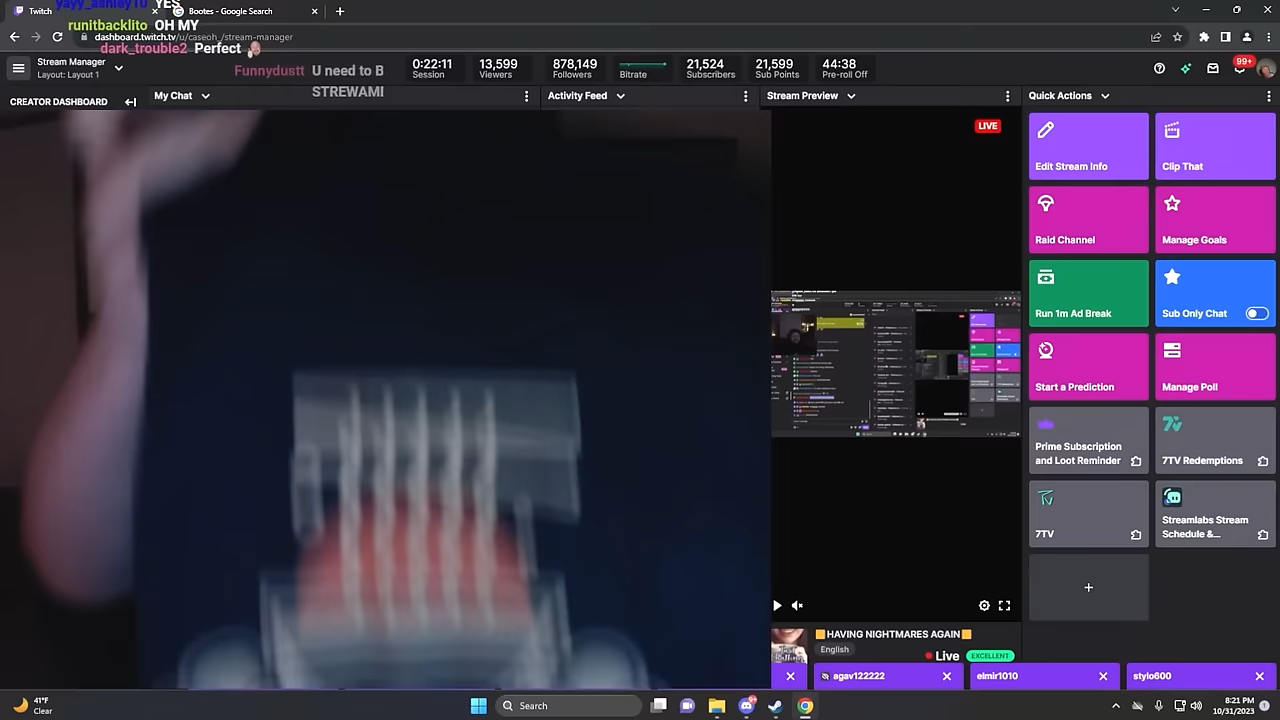 yayy_ashley10 YES
runitbacklito OH MY
dark_trouble2 Perfect
Funnydustt U need to B
STREWAMI
Twitch
Bootes - Google Search
dashboard.twitch.tv/u/caseoh_/stream-manager
Stream Manager
Layout: Layout 1
0:22:11
Session
13,599
Viewers
878,149
Followers
Bitrate
21,524
Subscribers
21,599
Sub Points
44:38
Pre-roll Off
99+
CREATOR DASHBOARD
My Chat
Activity Feed
Stream Preview
Quick Actions
LIVE
Edit Stream Info
Clip That
Raid Channel
Manage Goals
Run 1m Ad Break
Sub Only Chat
Start a Prediction
Manage Poll
Prime Subscription
and Loot Reminder
7TV Redemptions
7TV
Streamlabs Stream
Schedule &...
HAVING NIGHTMARES AGAIN
English
Live
EXCELLENT
agav122222
elmir1010
stylo600
41°F
Clear
Search
8:21 PM
10/31/2023